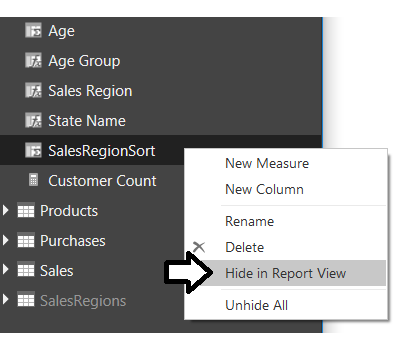 Age
Age Group
Sales Region
State Name
SalesRegionSort
Customer Count
Products
Purchases
Sales
SalesRegions
New Measure
New Column
Rename
Delete
Hide in Report View
Unhide All